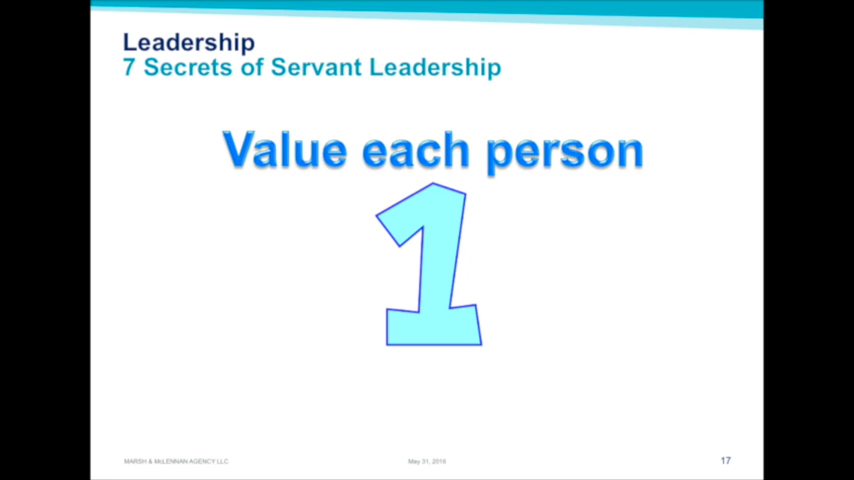 Leadership
7 Secrets of Servant Leadership
Value each person
1
MARSH & McLENNAN AGENCY LLC
May 31, 2016
17